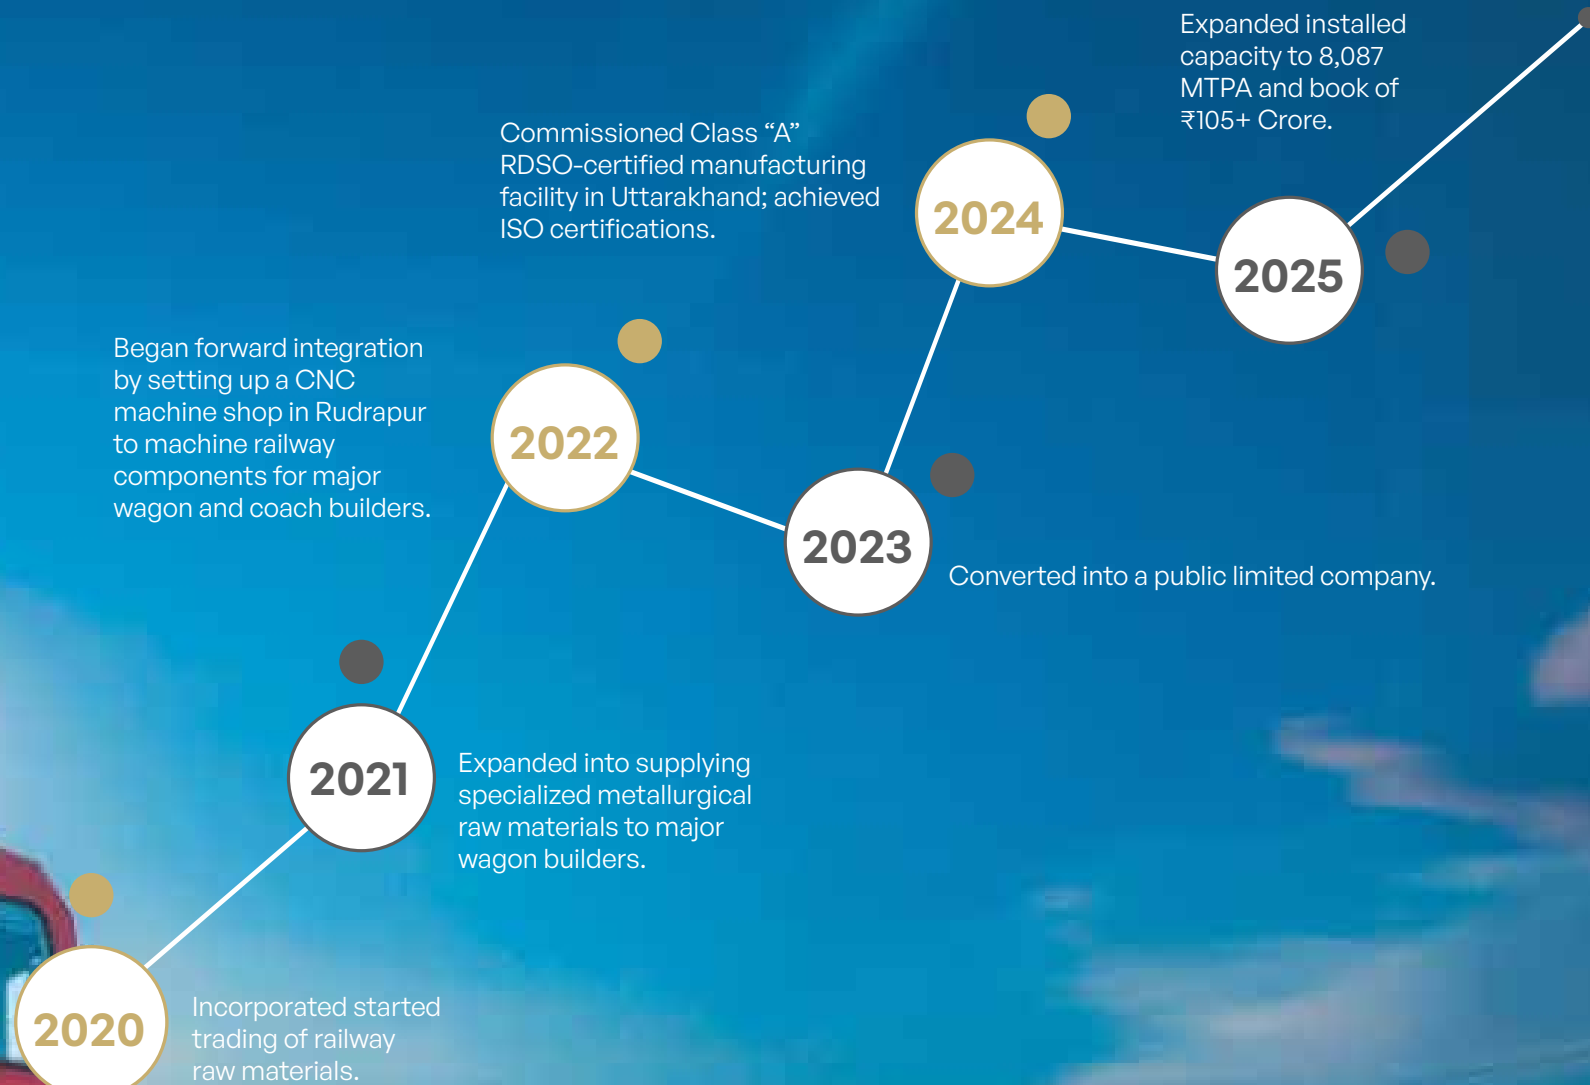 Expanded installed
capacity to 8,087
MTPA and book of
₹105+ Crore.
Commissioned Class “A”
RDSO-certified manufacturing
facility in Uttarakhand; achieved
ISO certifications.
2024
2025
Began forward integration
by setting up a CNC
machine shop in Rudrapur
to machine railway
components for major
wagon and coach builders.
2022
2023
Converted into a public limited company.
2021
Expanded into supplying
specialized metallurgical
raw materials to major
wagon builders.
2020
Incorporated started
trading of railway
raw materials.